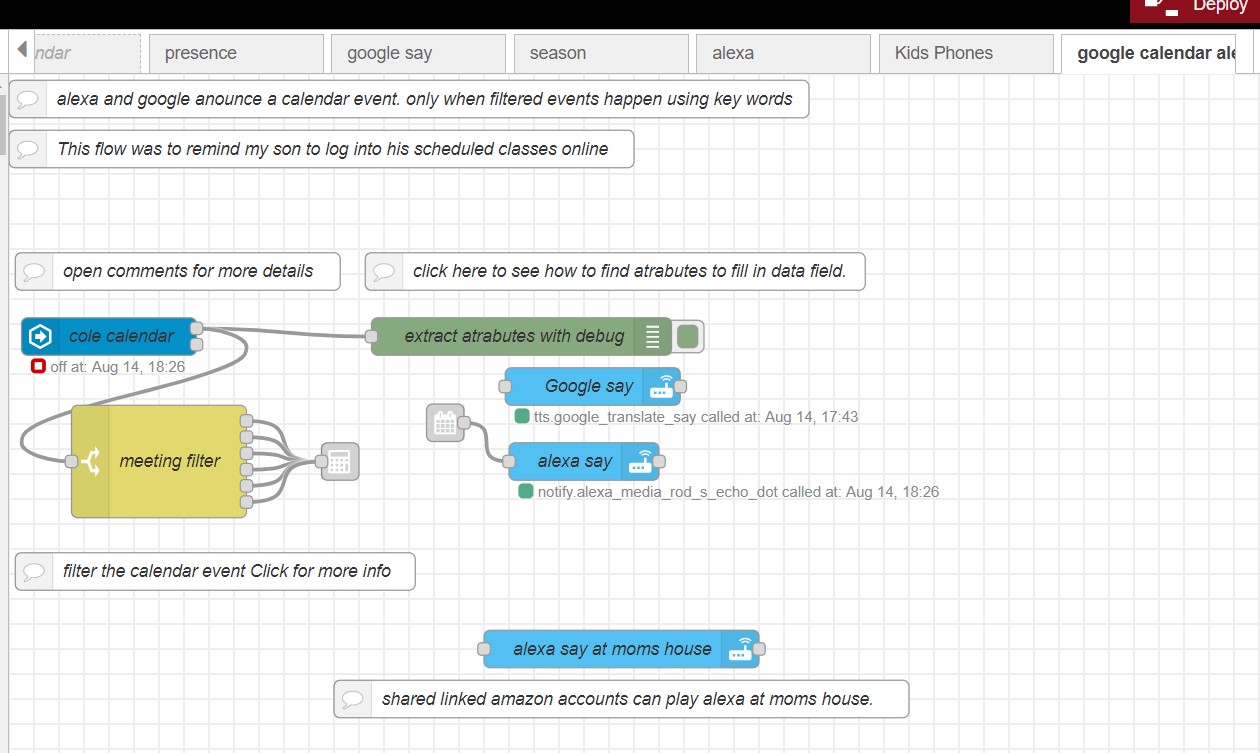 Deploy
ndar
presence
google say
season
alexa
Kids Phones
google calendar ale
alexa and google anounce a calendar event. only when filtered events happen using key words
This flow was to remind my son to log into his scheduled classes online
open comments for more details
click here to see how to find atrabutes to fill in data field.
cole calendar
extract atrabutes with debug
off at: Aug 14, 18:26
Google say
tts.google_translate_say called at: Aug 14, 17:43
meeting filter
alexa say
notify.alexa_media_rod_s_echo_dot called at: Aug 14, 18:26
filter the calendar event Click for more info
alexa say at moms house
shared linked amazon accounts can play alexa at moms house.